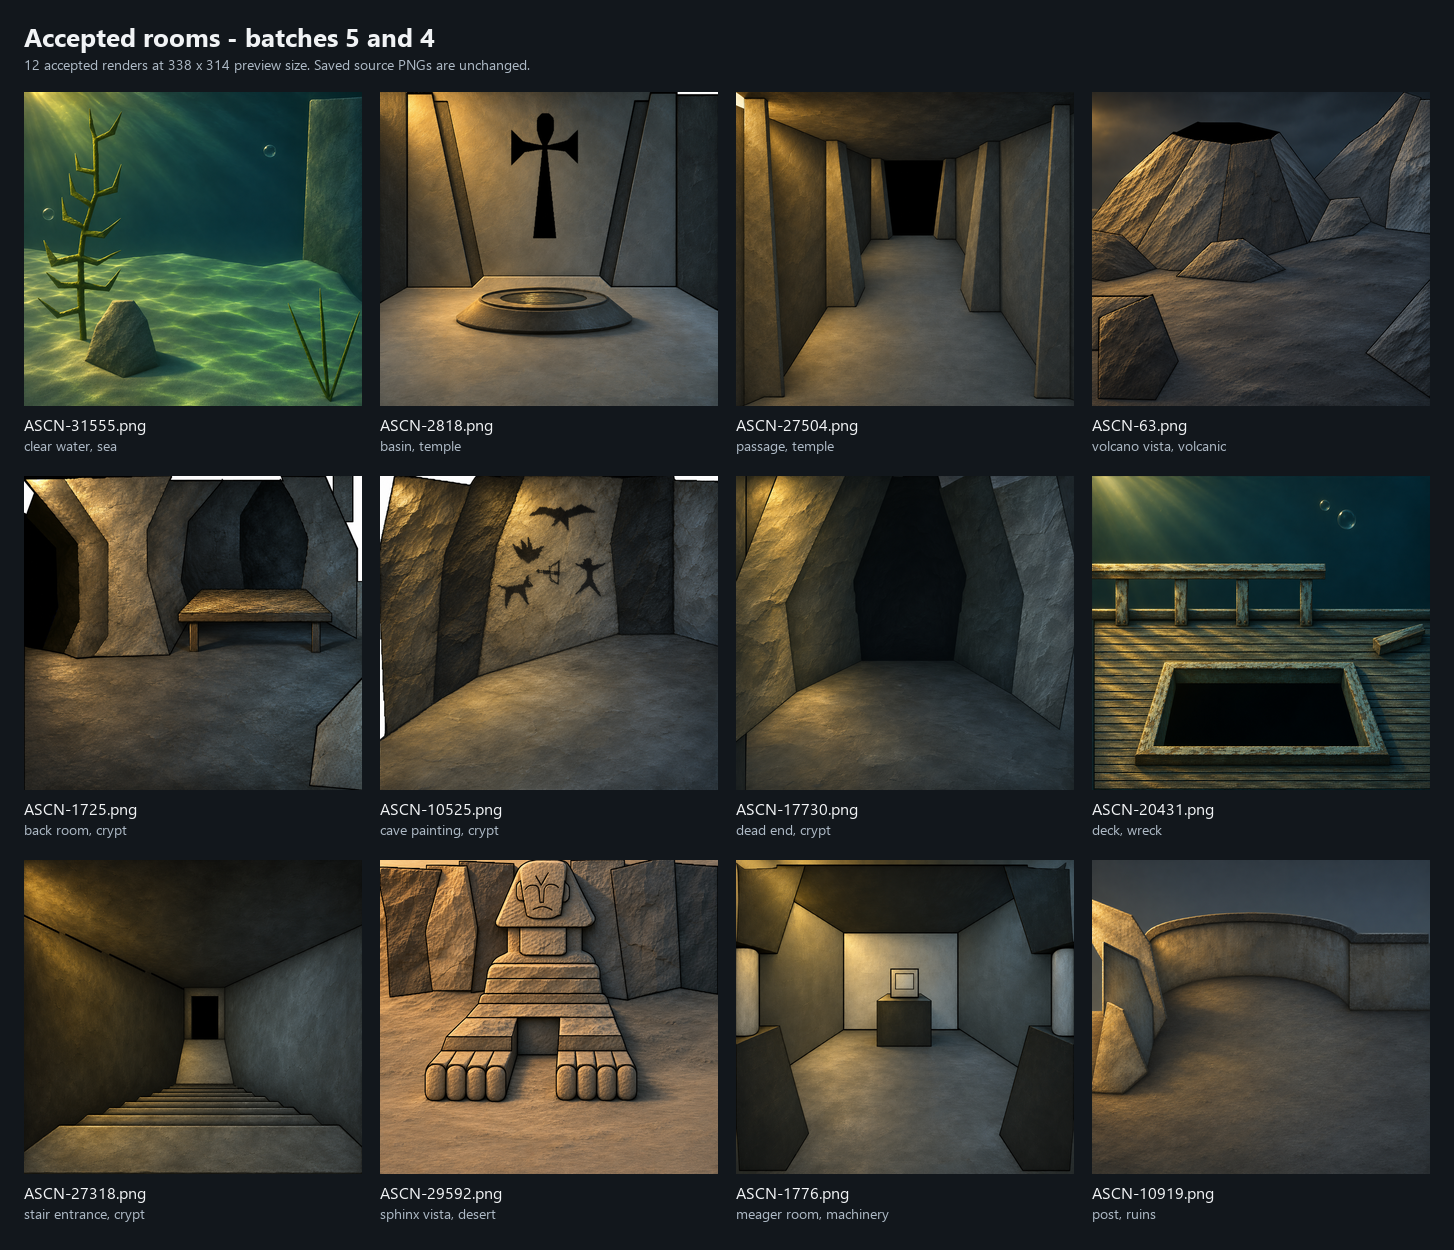 Accepted rooms - batches 5 and 4
12 accepted renders at 338 x 314 preview size. Saved source PNGs are unchanged.
ASCN-31555.png
clear water, sea
ASCN-2818.png
basin, temple
ASCN-27504.png
passage, temple
ASCN-63.png
volcano vista, volcanic
ASCN-1725.png
back room, crypt
ASCN-10525.png
cave painting, crypt
ASCN-17730.png
dead end, crypt
ASCN-20431.png
deck, wreck
ASCN-27318.png
stair entrance, crypt
ASCN-29592.png
sphinx vista, desert
ASCN-1776.png
meager room, machinery
ASCN-10919.png
post, ruins